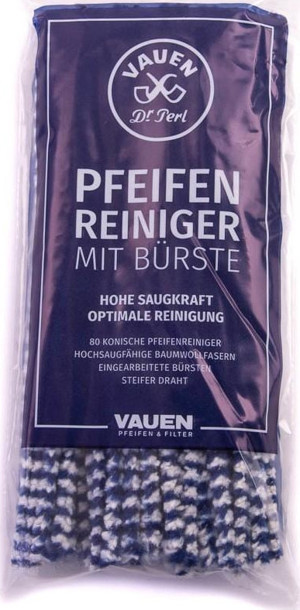 VAUEN
Dr Perl
PFEIFEN
REINIGER
MIT BÜRSTE
HOHE SAUGKRAFT
OPTIMALE REINIGUNG
80 KONISCHE PFEIFENREINIGER
HOCHSAUGFÄHIGE BAUMWOLLFASERN
EINGEARBEITETE BÜRSTEN
STEIFER DRAHT
VAUEN
PFEIFEN & FILTER